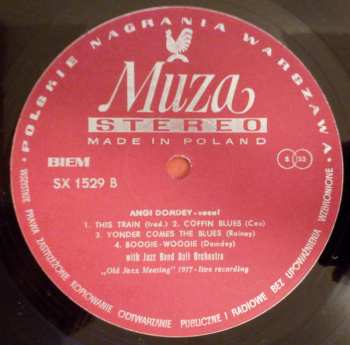 POLSKIE NAGRANIA WARSZAWA
Muza
STEREO
MADE IN POLAND
BIEM
SX 1529 B
S 33
ANGI DOMDEY-vocal
1. THIS TRAIN (trad.) 2. COFFIN BLUES (Cox)
3. YONDER COMES THE BLUES (Rainey)
4. BOOGIE-WOOGIE (Domdey)
with Jazz Band Ball Orchestra
„Old Jazz Meeting" 1977 - live recording
WSZYSTKIE PRAWA ZASTRZEŻONE KOPIOWANIE ODTWARZANIE PUBLICZNE I RADIOWE BEZ UPOWAŻNIENIA WZBRONIONE